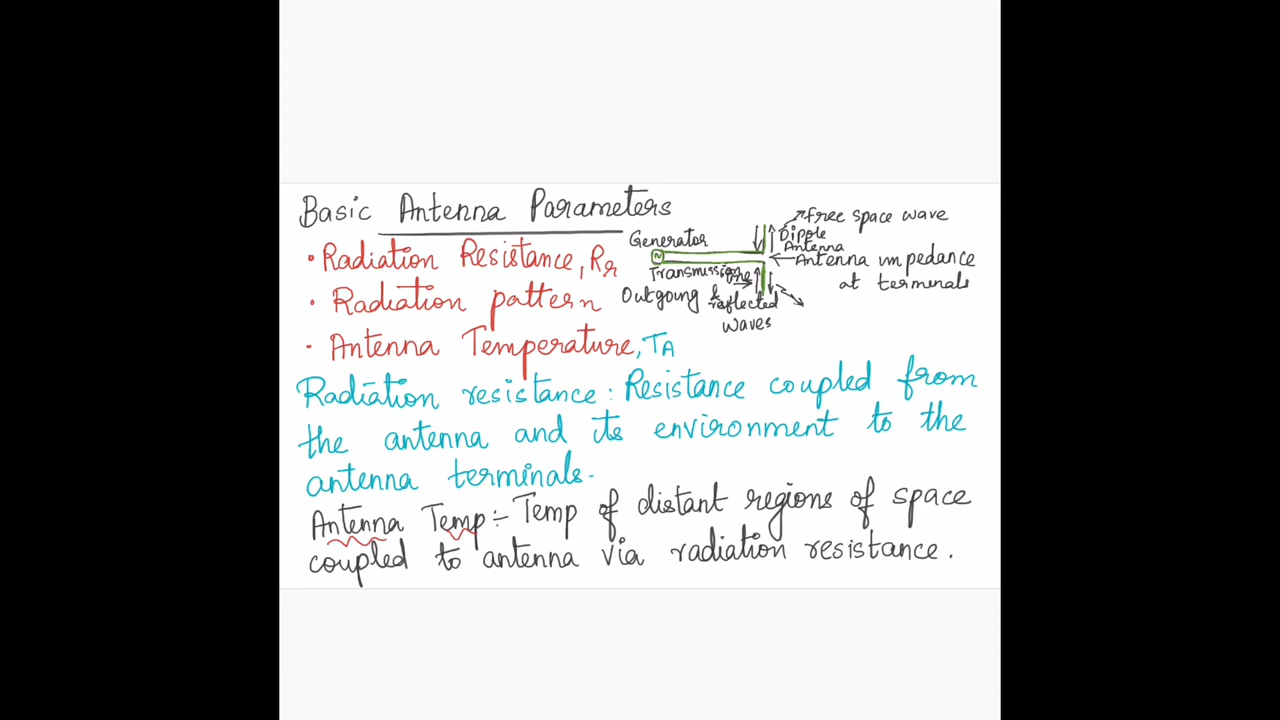 Basic Antenna Parameters
• Radiation Resistance, Rr
• Radiation pattern
• Antenna Temperature, TA
Generator
Transmission line
Outgoing & reflected
waves
Free space wave
Dipole
Antenna
Antenna impedance
at terminals
Radiation resistance : Resistance coupled from
the antenna and its environment to the
antenna terminals.
Antenna Temp :- Temp of distant regions of space
coupled to antenna via radiation resistance.